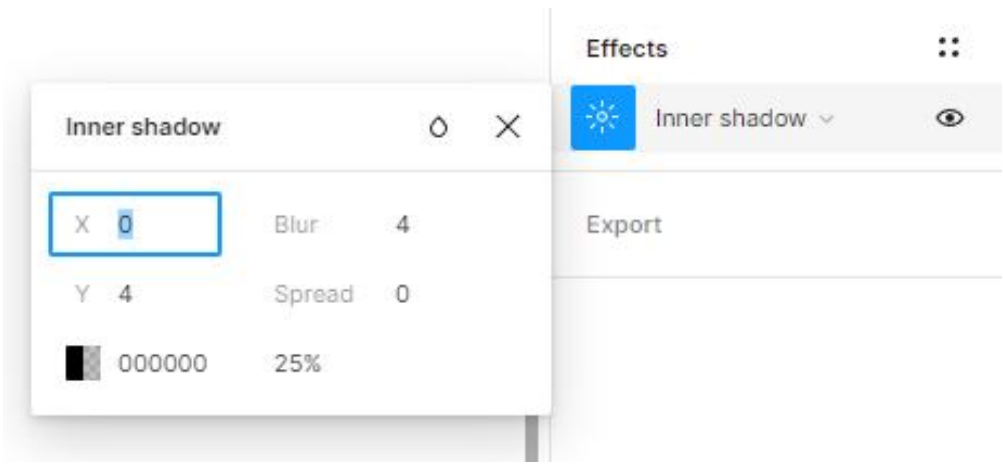 Effects
Inner shadow
Inner shadow
X 0 Blur 4
Y 4 Spread 0
000000 25%
Export